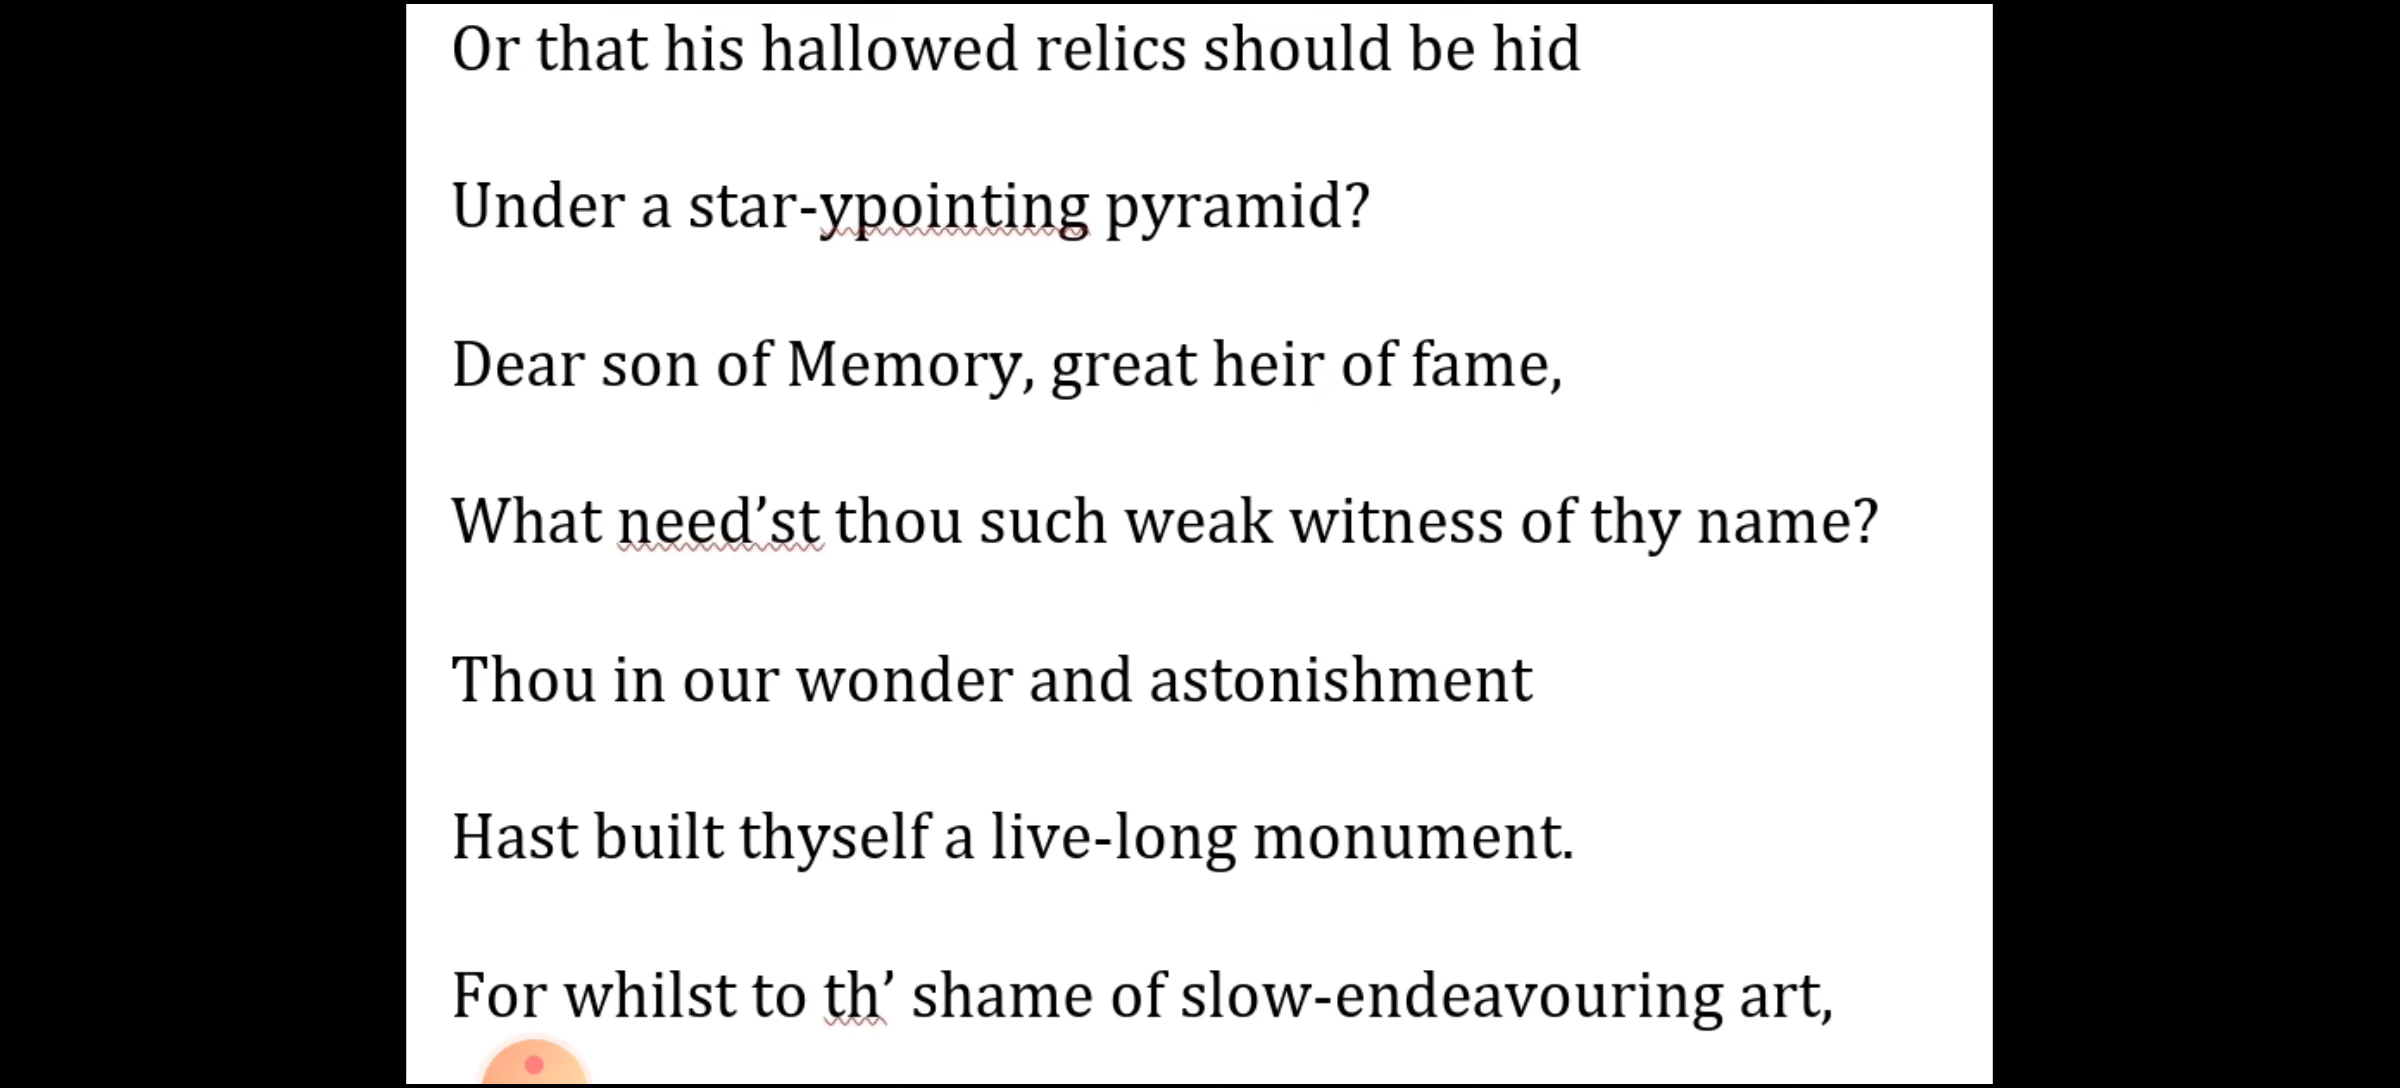 Or that his hallowed relics should be hid
Under a star-ypointing pyramid?
Dear son of Memory, great heir of fame,
What need’st thou such weak witness of thy name?
Thou in our wonder and astonishment
Hast built thyself a live-long monument.
For whilst to th’ shame of slow-endeavouring art,